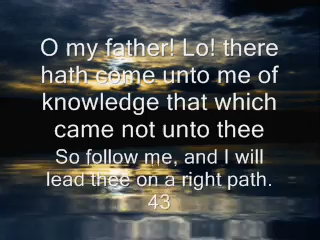 O my father! Lo! there
hath come unto me of
knowledge that which
came not unto thee
So follow me, and I will
lead thee on a right path.
43